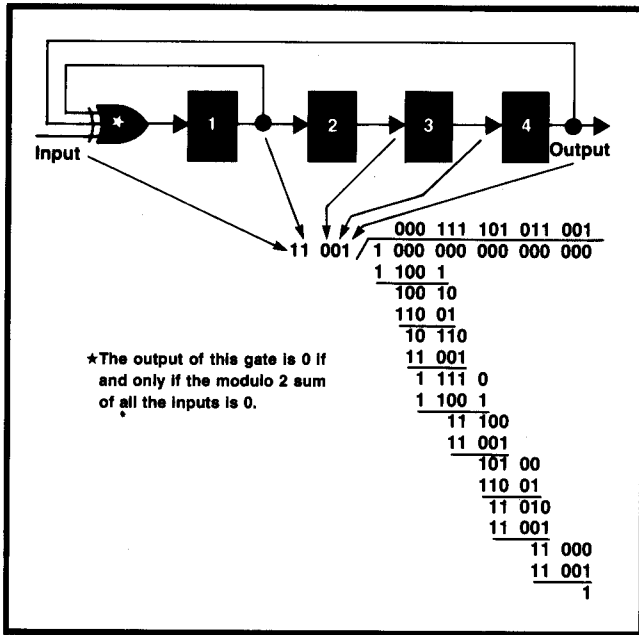 1 2 3 4
Input Output
000 111 101 011 001
11 001 1 000 000 000 000 000
1 100 1
100 10
110 01
10 110
★The output of this gate is 0 if
and only if the modulo 2 sum
of all the inputs is 0.
11 001
1 111 0
1 100 1
11 100
11 001
101 00
110 01
11 010
11 001
11 000
11 001
1